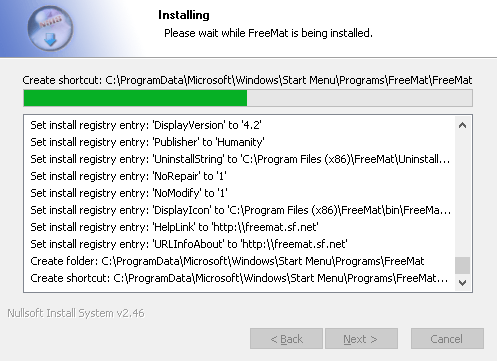 Installing
Please wait while FreeMat is being installed.
Create shortcut: C:\ProgramData\Microsoft\Windows\Start Menu\Programs\FreeMat\FreeMat
Set install registry entry: 'DisplayVersion' to '4.2'
Set install registry entry: 'Publisher' to 'Humanity'
Set install registry entry: 'UninstallString' to 'C:\Program Files (x86)\FreeMat\Uninstall...
Set install registry entry: 'NoRepair' to '1'
Set install registry entry: 'NoModify' to '1'
Set install registry entry: 'DisplayIcon' to 'C:\Program Files (x86)\FreeMat\bin\FreeMa...
Set install registry entry: 'HelpLink' to 'http:\\freemat.sf.net'
Set install registry entry: 'URLInfoAbout' to 'http:\\freemat.sf.net'
Create folder: C:\ProgramData\Microsoft\Windows\Start Menu\Programs\FreeMat
Create shortcut: C:\ProgramData\Microsoft\Windows\Start Menu\Programs\FreeMat...
Nullsoft Install System v2.46
< Back Next > Cancel